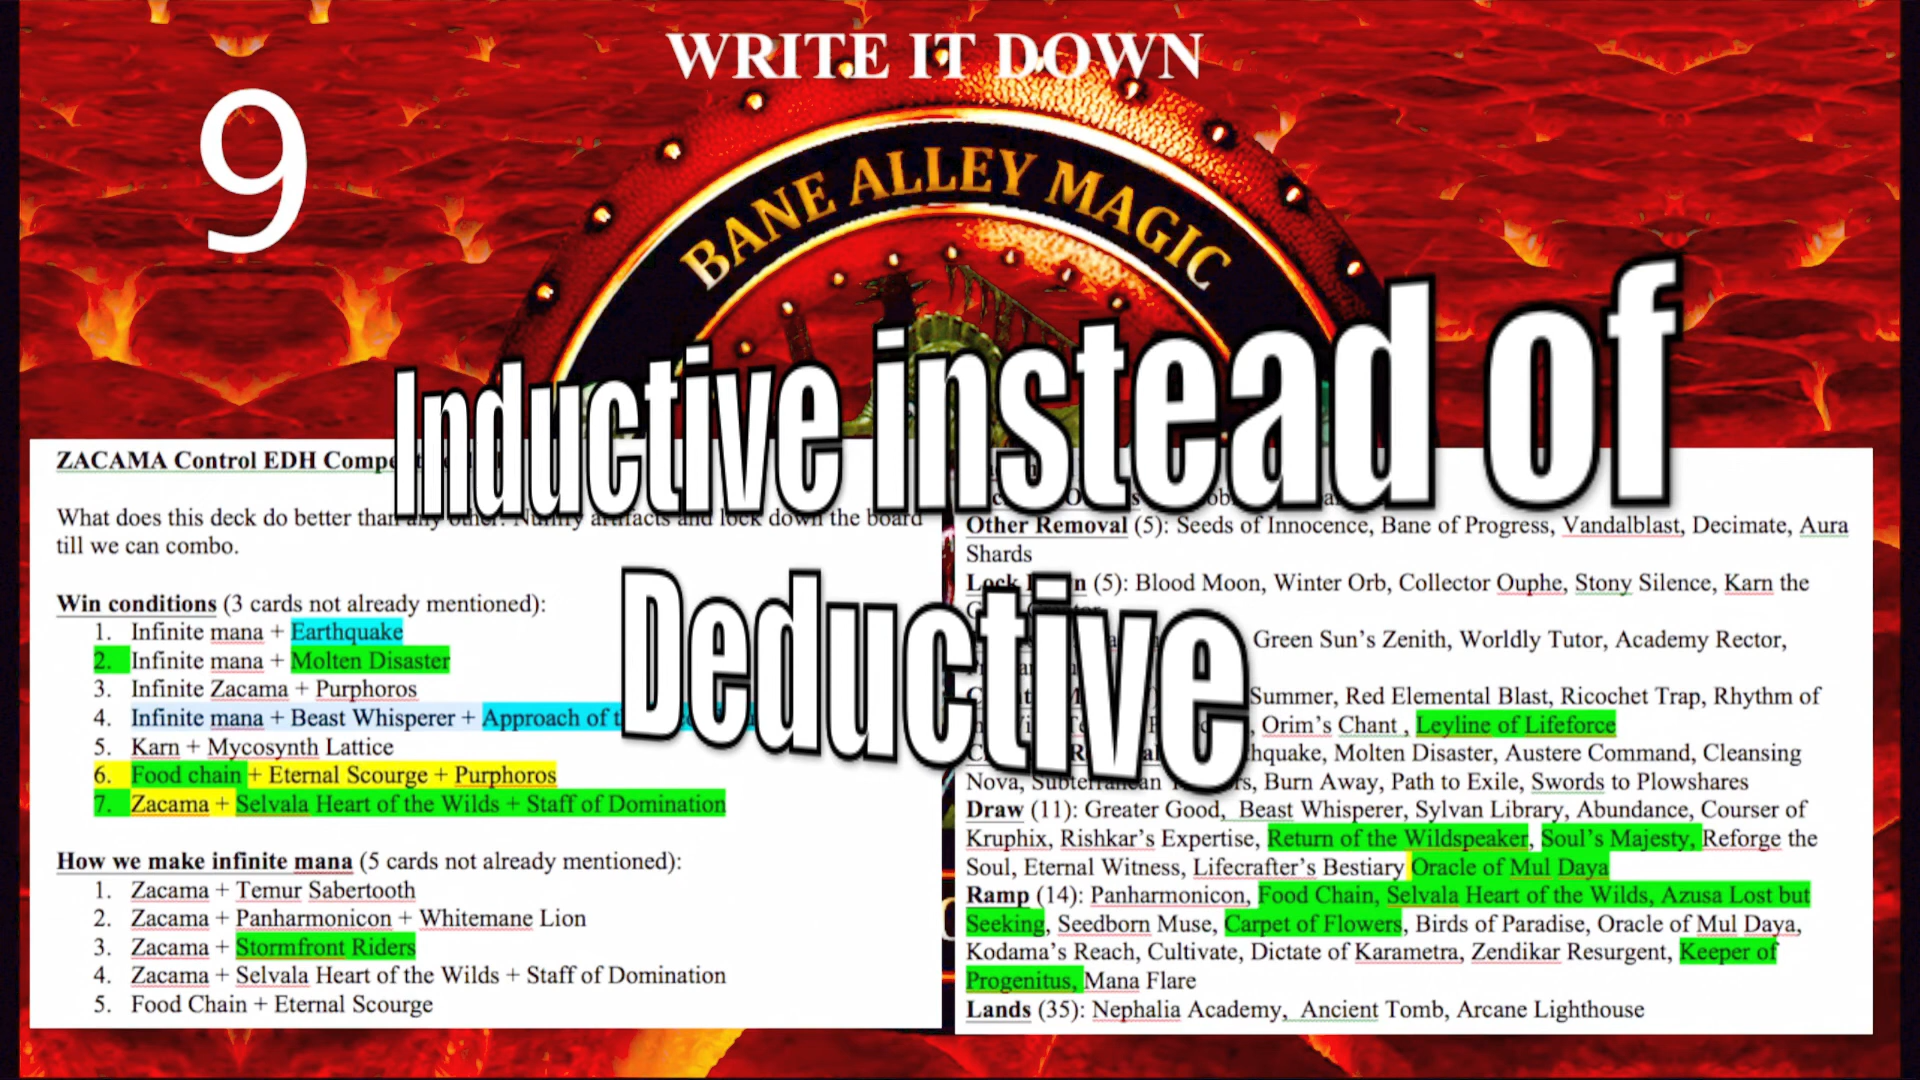 WRITE IT DOWN
9
BANE ALLEY MAGIC
Inductive instead of
Deductive
ZACAMA Control EDH
What does this deck do better than any other: Nullify artifacts and lock down the board
till we can combo.
Win conditions (3 cards not already mentioned):
1. Infinite mana + Earthquake
2. Infinite mana + Molten Disaster
3. Infinite Zacama + Purphoros
4. Infinite mana + Beast Whisperer + Approach of
5. Karn + Mycosynth Lattice
6. Food chain + Eternal Scourge + Purphoros
7. Zacama + Selvala Heart of the Wilds + Staff of Domination
How we make infinite mana (5 cards not already mentioned):
1. Zacama + Temur Sabertooth
2. Zacama + Panharmonicon + Whitemane Lion
3. Zacama + Stormfront Riders
4. Zacama + Selvala Heart of the Wilds + Staff of Domination
5. Food Chain + Eternal Scourge
Other Removal (5): Seeds of Innocence, Bane of Progress, Vandalblast, Decimate, Aura
Shards
Lock (5): Blood Moon, Winter Orb, Collector Ouphe, Stony Silence, Karn the
Green Sun's Zenith, Worldly Tutor, Academy Rector,
Summer, Red Elemental Blast, Ricochet Trap, Rhythm of
, Orim's Chant , Leyline of Lifeforce
Molten Disaster, Austere Command, Cleansing
Nova, Burn Away, Path to Exile, Swords to Plowshares
Draw (11): Greater Good, Beast Whisperer, Sylvan Library, Abundance, Courser of
Kruphix, Rishkar's Expertise, Return of the Wildspeaker, Soul's Majesty, Reforge the
Soul, Eternal Witness, Lifecrafter's Bestiary Oracle of Mul Daya
Ramp (14): Panharmonicon, Food Chain, Selvala Heart of the Wilds, Azusa Lost but
Seeking, Seedborn Muse, Carpet of Flowers, Birds of Paradise, Oracle of Mul Daya,
Kodama's Reach, Cultivate, Dictate of Karametra, Zendikar Resurgent, Keeper of
Progenitus, Mana Flare
Lands (35): Nephalia Academy, Ancient Tomb, Arcane Lighthouse